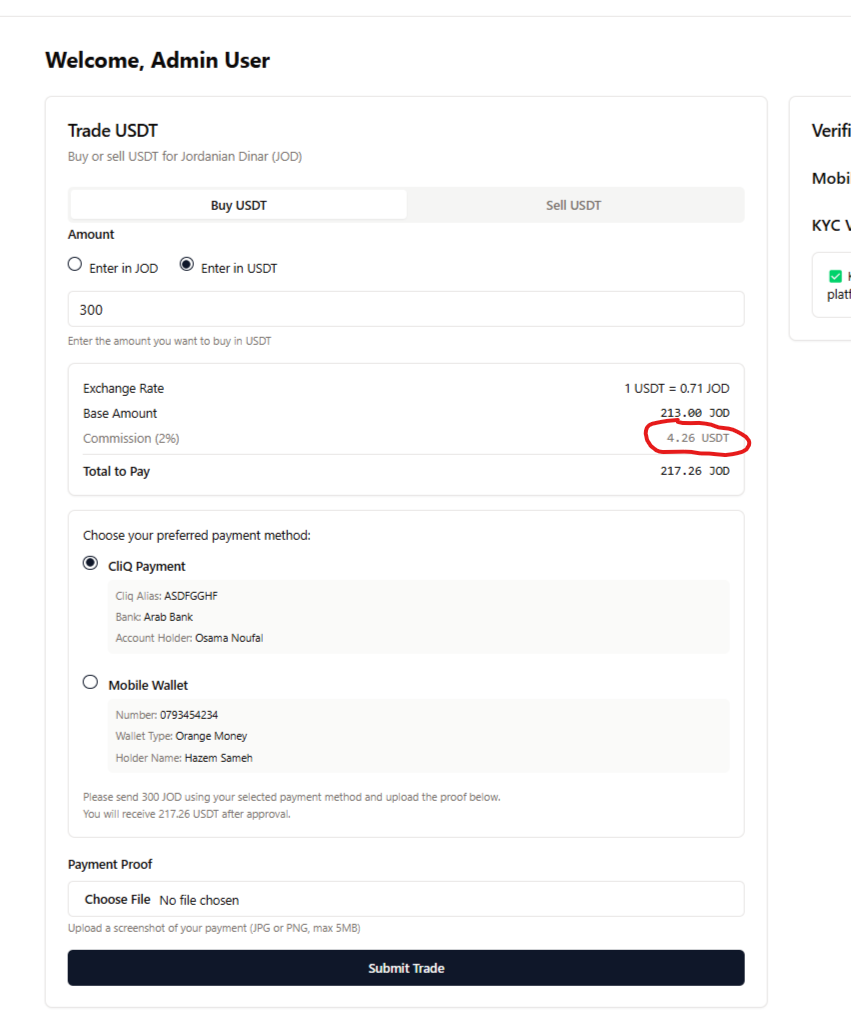 Welcome, Admin User
Trade USDT
Buy or sell USDT for Jordanian Dinar (JOD)
Buy USDT Sell USDT
Amount
Enter in JOD Enter in USDT
300
Enter the amount you want to buy in USDT
Exchange Rate 1 USDT = 0.71 JOD
Base Amount 213.00 JOD
Commission (2%) 4.26 USDT
Total to Pay 217.26 JOD
Choose your preferred payment method:
CliQ Payment
Cliq Alias: ASDFGGHF
Bank: Arab Bank
Account Holder: Osama Noufal
Mobile Wallet
Number: 0793454234
Wallet Type: Orange Money
Holder Name: Hazem Sameh
Please send 300 JOD using your selected payment method and upload the proof below.
You will receive 217.26 USDT after approval.
Payment Proof
Choose File No file chosen
Upload a screenshot of your payment (JPG or PNG, max 5MB)
Submit Trade
Verifi
Mobi
KYC V
plat